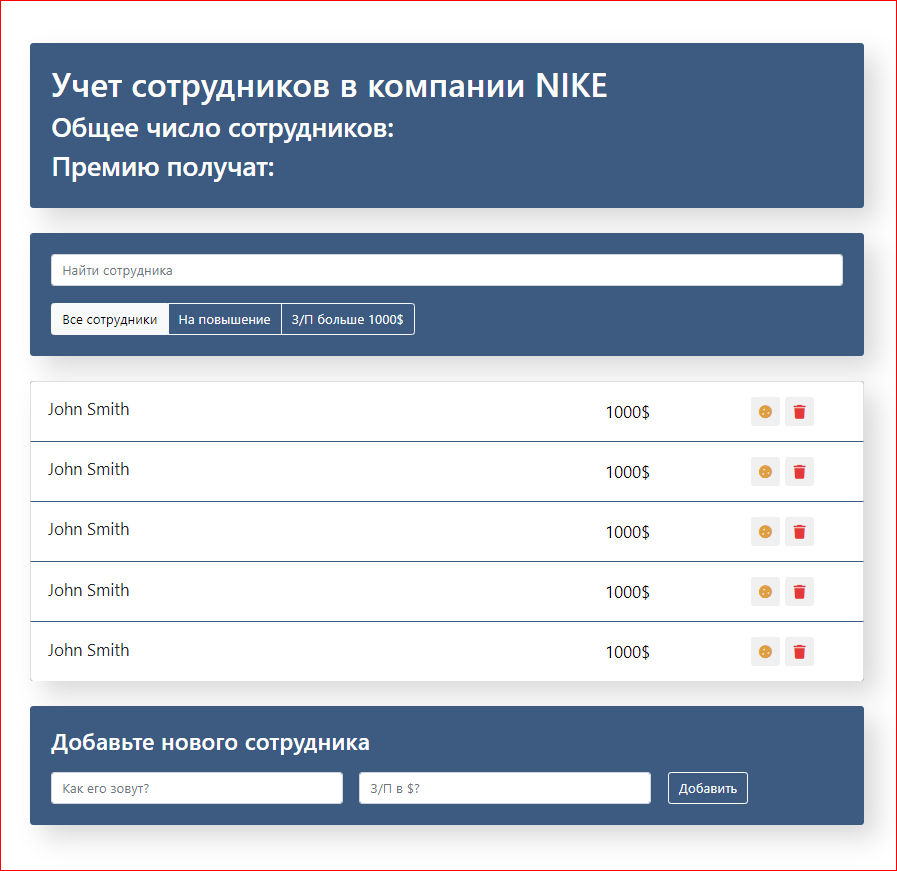 Учет сотрудников в компании NIKE
Общее число сотрудников:
Премию получат:
Найти сотрудника
Все сотрудники На повышение З/П больше 1000$
John Smith 1000$
John Smith 1000$
John Smith 1000$
John Smith 1000$
John Smith 1000$
Добавьте нового сотрудника
Как его зовут? З/П в $? Добавить